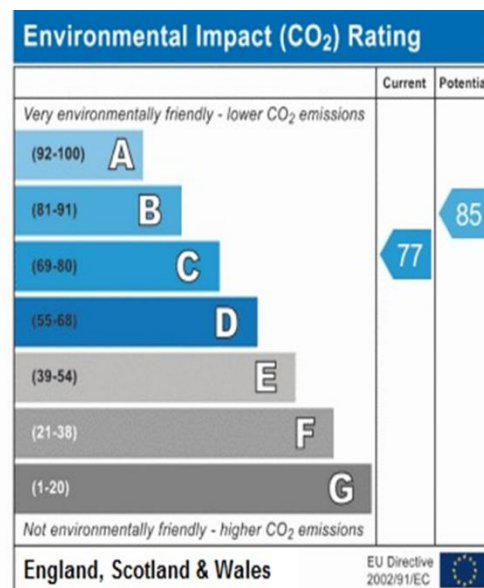 Environmental Impact (CO₂) Rating
Current Potentia
Very environmentally friendly - lower CO₂ emissions
(92-100) A
(81-91) B
85
(69-80) C
77
(55-68) D
(39-54) E
(21-38) F
(1-20) G
Not environmentally friendly - higher CO₂ emissions
England, Scotland & Wales
EU Directive
2002/91/EC